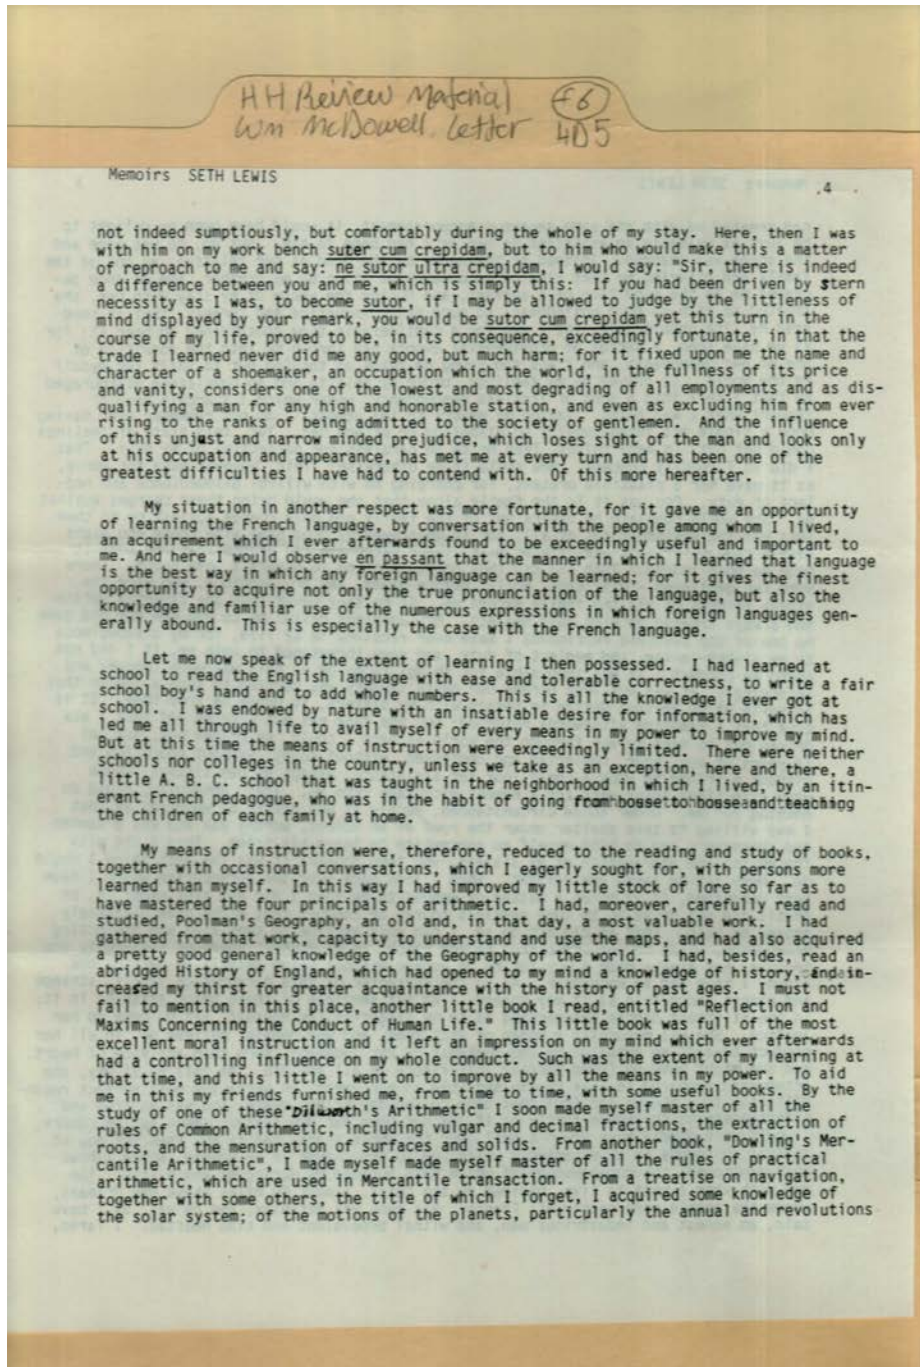 HH Review Material f6
Wm McDowell Letter 4D5
Memoirs SETH LEWIS
.4 .
not indeed sumptiously, but comfortably during the whole of my stay. Here, then I was
with him on my work bench suter cum crepidam, but to him who would make this a matter
of reproach to me and say: ne sutor ultra crepidam, I would say: "Sir, there is indeed
a difference between you and me, which is simply this: If you had been driven by stern
necessity as I was, to become sutor, if I may be allowed to judge by the littleness of
mind displayed by your remark, you would be sutor cum crepidam yet this turn in the
course of my life, proved to be, in its consequence, exceedingly fortunate, in that the
trade I learned never did me any good, but much harm; for it fixed upon me the name and
character of a shoemaker, an occupation which the world, in the fullness of its price
and vanity, considers one of the lowest and most degrading of all employments and as dis-
qualifying a man for any high and honorable station, and even as excluding him from ever
rising to the ranks of being admitted to the society of gentlemen. And the influence
of this unjust and narrow minded prejudice, which loses sight of the man and looks only
at his occupation and appearance, has met me at every turn and has been one of the
greatest difficulties I have had to contend with. Of this more hereafter.
My situation in another respect was more fortunate, for it gave me an opportunity
of learning the French language, by conversation with the people among whom I lived,
an acquirement which I ever afterwards found to be exceedingly useful and important to
me. And here I would observe en passant that the manner in which I learned that language
is the best way in which any foreign language can be learned; for it gives the finest
opportunity to acquire not only the true pronunciation of the language, but also the
knowledge and familiar use of the numerous expressions in which foreign languages gen-
erally abound. This is especially the case with the French language.
Let me now speak of the extent of learning I then possessed. I had learned at
school to read the English language with ease and tolerable correctness, to write a fair
school boy's hand and to add whole numbers. This is all the knowledge I ever got at
school. I was endowed by nature with an insatiable desire for information, which has
led me all through life to avail myself of every means in my power to improve my mind.
But at this time the means of instruction were exceedingly limited. There were neither
schools nor colleges in the country, unless we take as an exception, here and there, a
little A. B. C. school that was taught in the neighborhood in which I lived, by an itin-
erant French pedagogue, who was in the habit of going from bosse to bosse and teaching
the children of each family at home.
My means of instruction were, therefore, reduced to the reading and study of books,
together with occasional conversations, which I eagerly sought for, with persons more
learned than myself. In this way I had improved my little stock of lore so far as to
have mastered the four principals of arithmetic. I had, moreover, carefully read and
studied, Poolman's Geography, an old and, in that day, a most valuable work. I had
gathered from that work, capacity to understand and use the maps, and had also acquired
a pretty good general knowledge of the Geography of the world. I had, besides, read an
abridged History of England, which had opened to my mind a knowledge of history, and in-
creased my thirst for greater acquaintance with the history of past ages. I must not
fail to mention in this place, another little book I read, entitled "Reflection and
Maxims Concerning the Conduct of Human Life." This little book was full of the most
excellent moral instruction and it left an impression on my mind which ever afterwards
had a controlling influence on my whole conduct. Such was the extent of my learning at
that time, and this little I went on to improve by all the means in my power. To aid
me in this my friends furnished me, from time to time, with some useful books. By the
study of one of these "Dilworth's Arithmetic" I soon made myself master of all the
rules of Common Arithmetic, including vulgar and decimal fractions, the extraction of
roots, and the mensuration of surfaces and solids. From another book, "Dowling's Mer-
cantile Arithmetic", I made myself made myself master of all the rules of practical
arithmetic, which are used in Mercantile transaction. From a treatise on navigation,
together with some others, the title of which I forget, I acquired some knowledge of
the solar system; of the motions of the planets, particularly the annual and revolutions